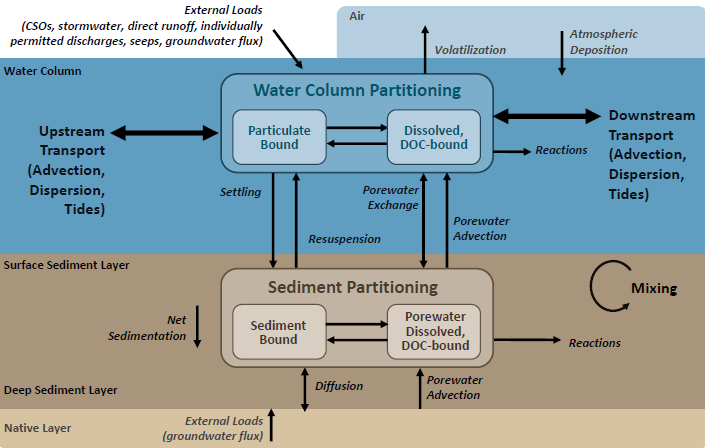 External Loads
(CSOs, stormwater, direct runoff, individually
permitted discharges, seeps, groundwater flux)
Air
Volatilization
Atmospheric
Deposition
Water Column
Water Column Partitioning
Particulate
Bound
Dissolved,
DOC-bound
Upstream
Transport
(Advection,
Dispersion,
Tides)
Downstream
Transport
(Advection,
Dispersion,
Tides)
Reactions
Settling
Resuspension
Porewater
Exchange
Porewater
Advection
Surface Sediment Layer
Sediment Partitioning
Sediment
Bound
Porewater
Dissolved,
DOC-bound
Mixing
Net
Sedimentation
Reactions
Deep Sediment Layer
Diffusion
Porewater
Advection
Native Layer
External Loads
(groundwater flux)